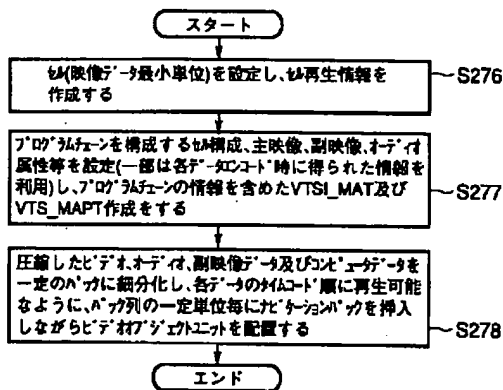 スタート
セル(映像データ最小単位)を設定し、セル再生情報を
作成する
S276
プログラムチェーンを構成するセル構成、主映像、副映像、オーディオ
属性等を設定(一部は各データエンコード時に得られた情報を
利用)し、プログラムチェーンの情報を含めたVTSI_MAT及び
VTS_MAPT作成をする
S277
圧縮したビデオ、オーディオ、副映像データ及びコンピュータデータを
一定のパックに細分化し、各データのタイムコード順に再生可能
なように、パック列の一定単位毎にナビゲーションパックを挿入
しながらビデオオブジェクトユニットを配置する
S278
エンド